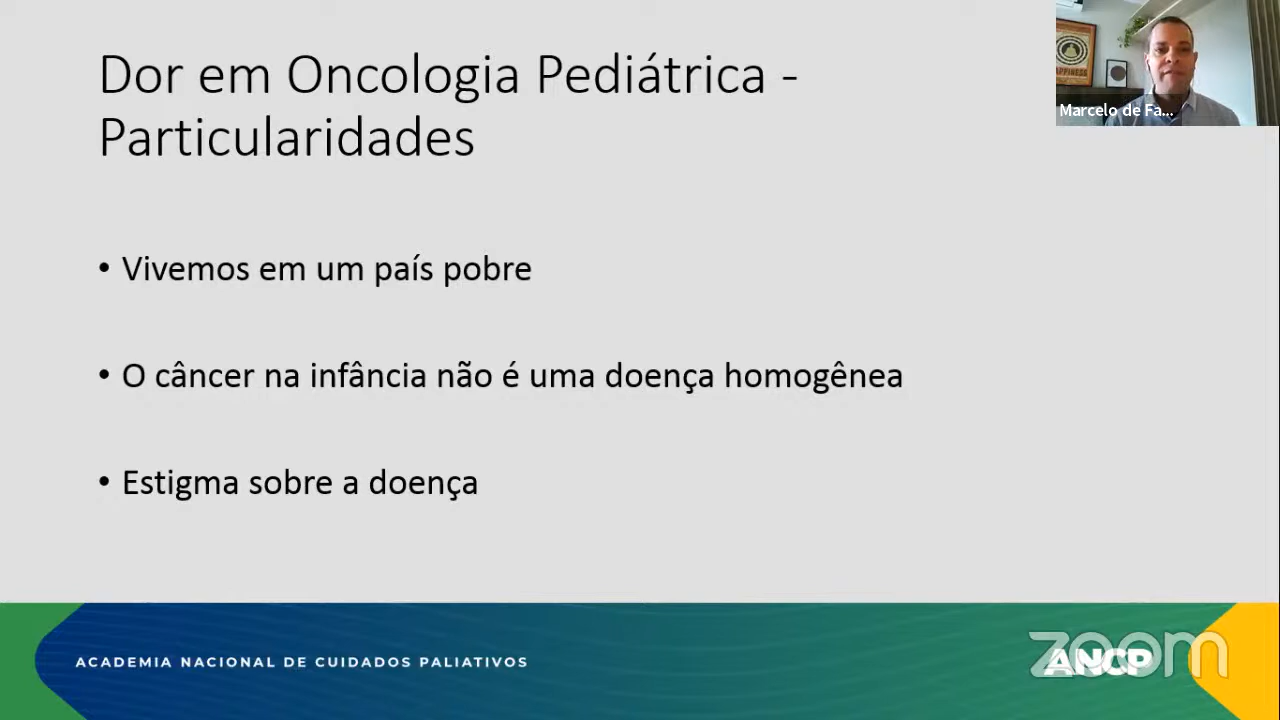 Dor em Oncologia Pediátrica -
Particularidades
HAPPINESS
Marcelo de Fa...
• Vivemos em um país pobre
• O câncer na infância não é uma doença homogênea
• Estigma sobre a doença
ACADEMIA NACIONAL DE CUIDADOS PALIATIVOS
zoom
ANCP